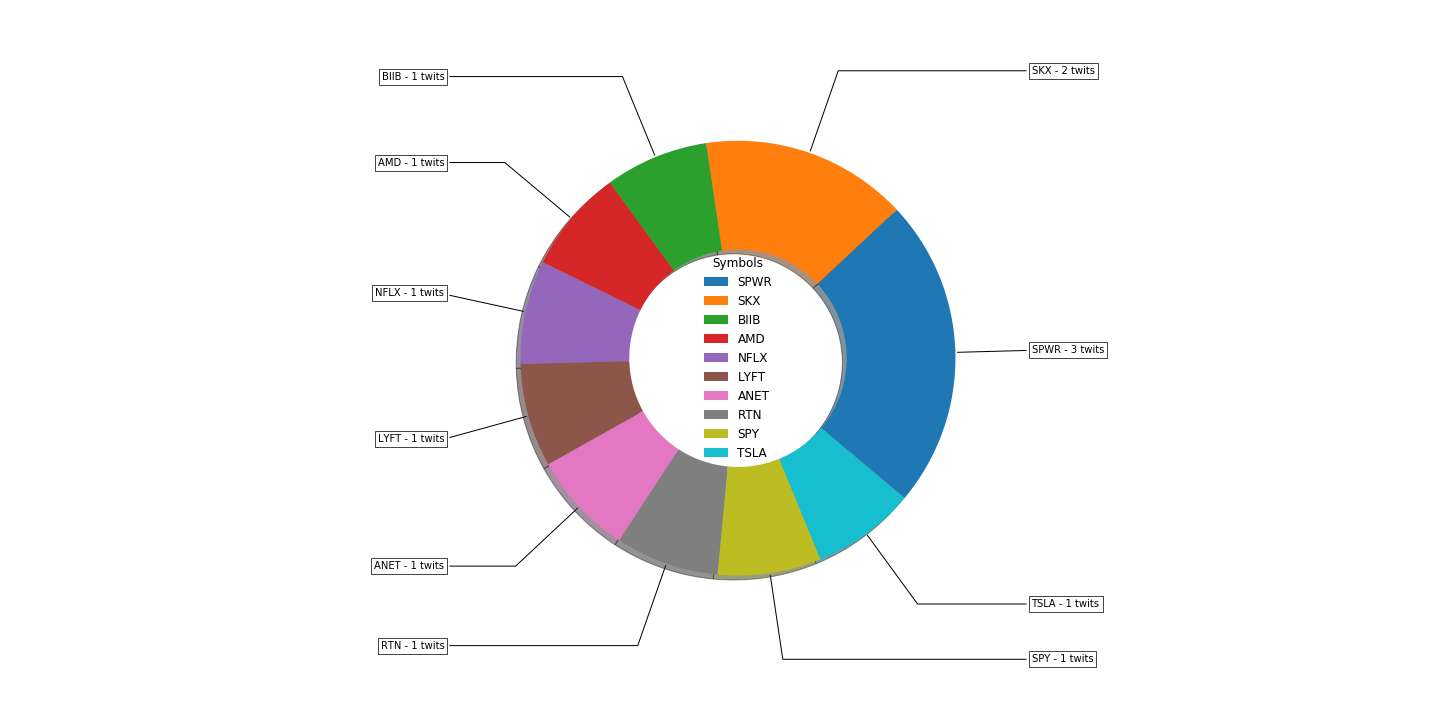 BIIB - 1 twits
SKX - 2 twits
AMD - 1 twits
NFLX - 1 twits
SPWR - 3 twits
LYFT - 1 twits
ANET - 1 twits
TSLA - 1 twits
RTN - 1 twits
SPY - 1 twits
Symbols
SPWR
SKX
BIIB
AMD
NFLX
LYFT
ANET
RTN
SPY
TSLA